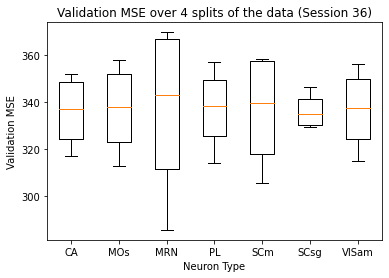 Validation MSE over 4 splits of the data (Session 36)
360
340
320
300
Validation MSE
CA MOs MRN PL SCm SCsg VISam
Neuron Type